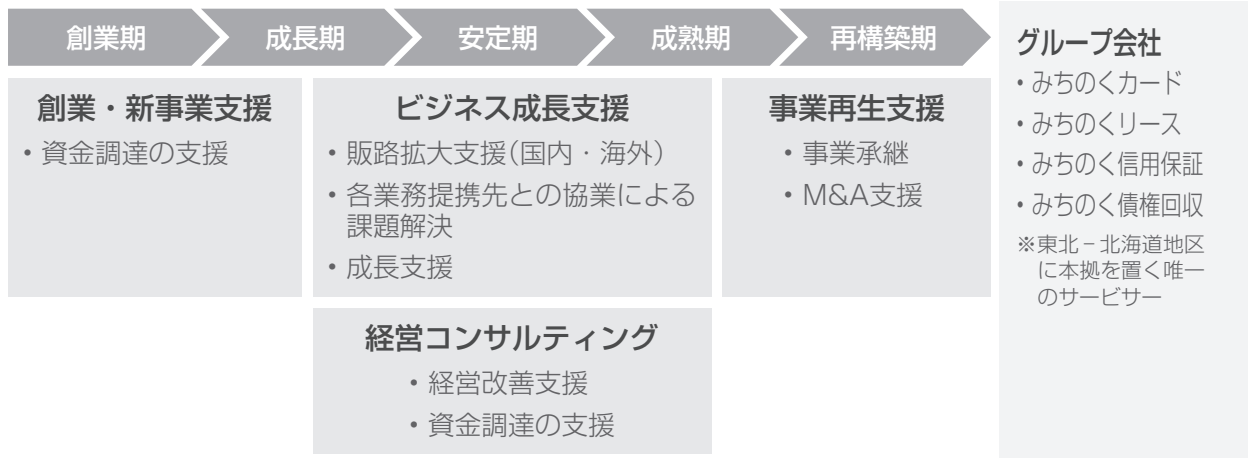 創業期
成長期
安定期
成熟期
再構築期
創業・新事業支援
・資金調達の支援
ビジネス成長支援
・販路拡大支援(国内・海外)
・各業務提携先との協業による
課題解決
・成長支援
経営コンサルティング
・経営改善支援
・資金調達の支援
事業再生支援
・事業承継
・M&A支援
グループ会社
・みちのくカード
・みちのくリース
・みちのく信用保証
・みちのく債権回収
※東北－北海道地区
に本拠を置く唯一
のサービサー